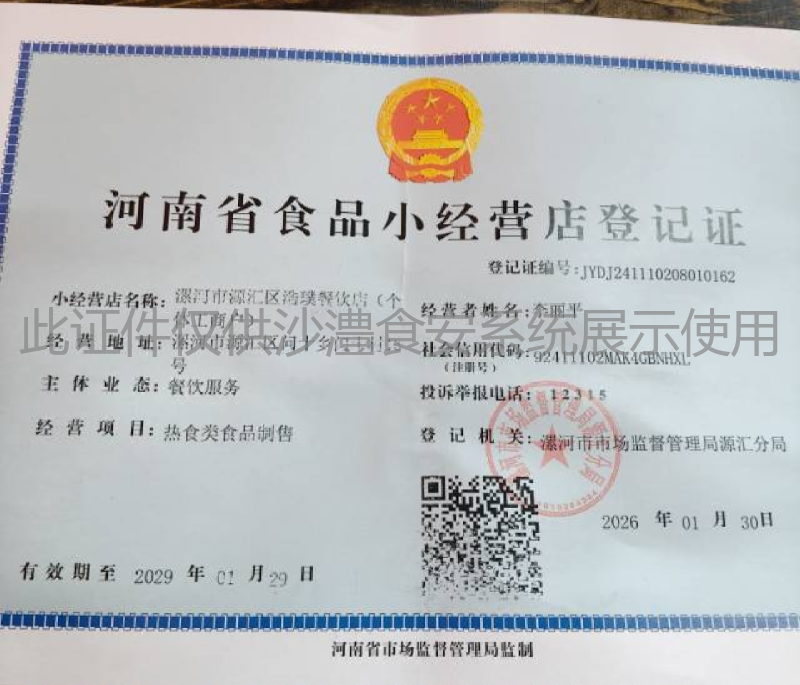 河南省食品小经营店登记证
登记证编号:JYDJ241110208010162
小经营店名称: 漯河市源汇区浩璞餐饮店（个
体工商户）
经营者姓名:
此证件仅供沙澧食安系统展示使用
经营地址: 漯河市源汇区问十乡
号
社会信用代码: 92411102MAK4GBNHXL
(注册号)
主体业态: 餐饮服务
投诉举报电话: 12315
经营项目: 热食类食品制售
登记机关: 漯河市市场监督管理局源汇分局
2026 年 01 月 30日
有效期至 2029 年 01 月 29 日
河南省市场监督管理局监制